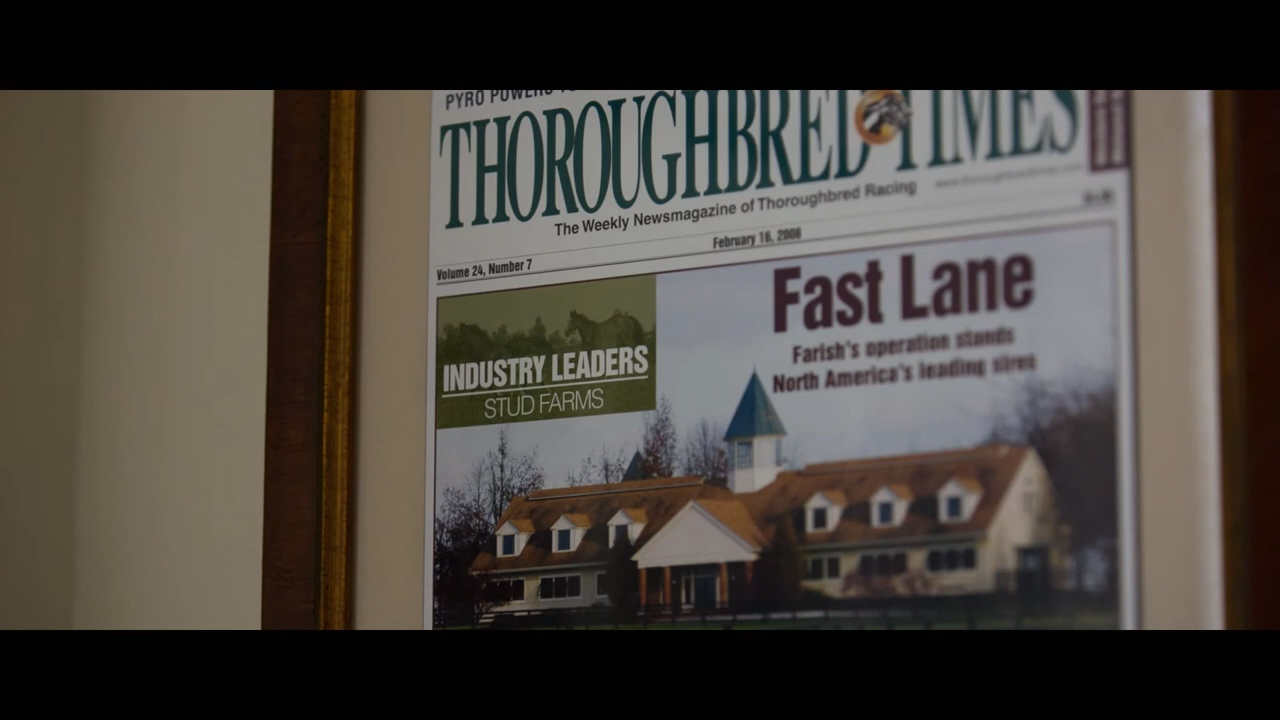 PYRO POWERS
THOROUGHBRED TIMES
The Weekly Newsmagazine of Thoroughbred Racing
February 16, 2008
Volume 24, Number 7
Fast Lane
Farish's operation stands
North America's leading sires
INDUSTRY LEADERS
STUD FARMS